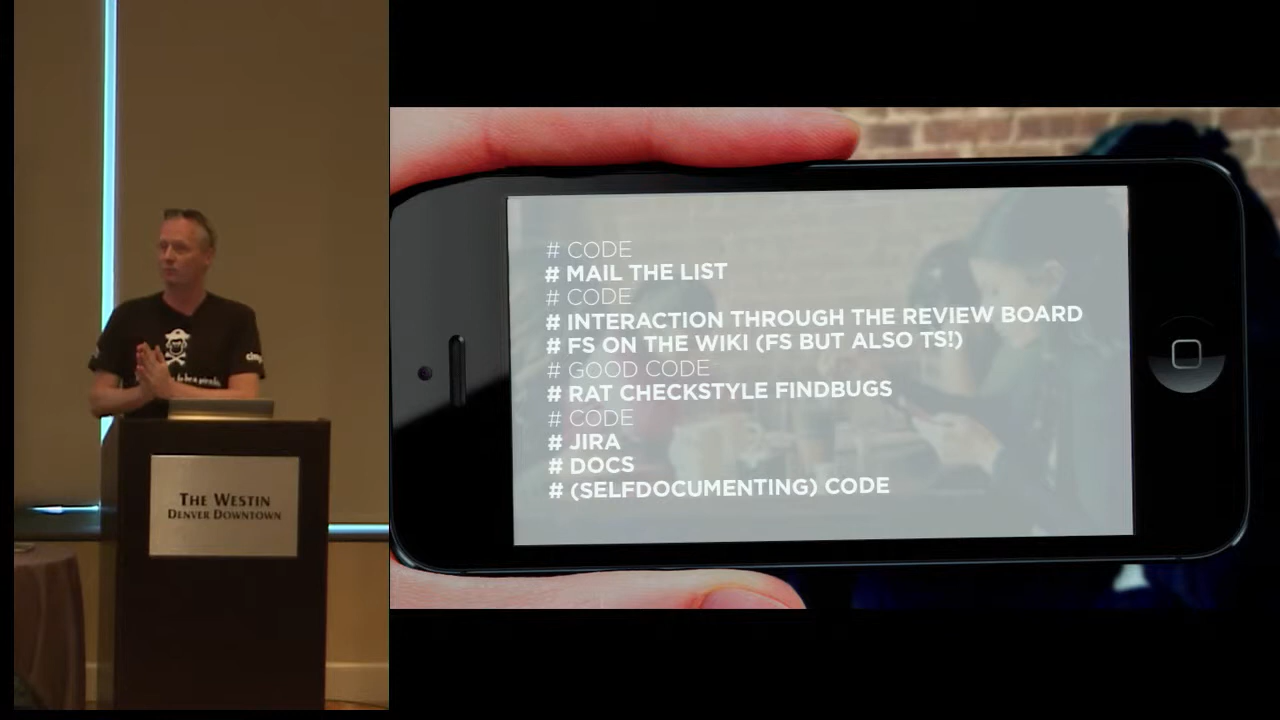 THE WESTIN
DENVER DOWNTOWN
# CODE
# MAIL THE LIST
# CODE
# INTERACTION THROUGH THE REVIEW BOARD
# FS ON THE WIKI (FS BUT ALSO TS!)
# GOOD CODE
# RAT CHECKSTYLE FINDBUGS
# CODE
# JIRA
# DOCS
# (SELFDOCUMENTING) CODE